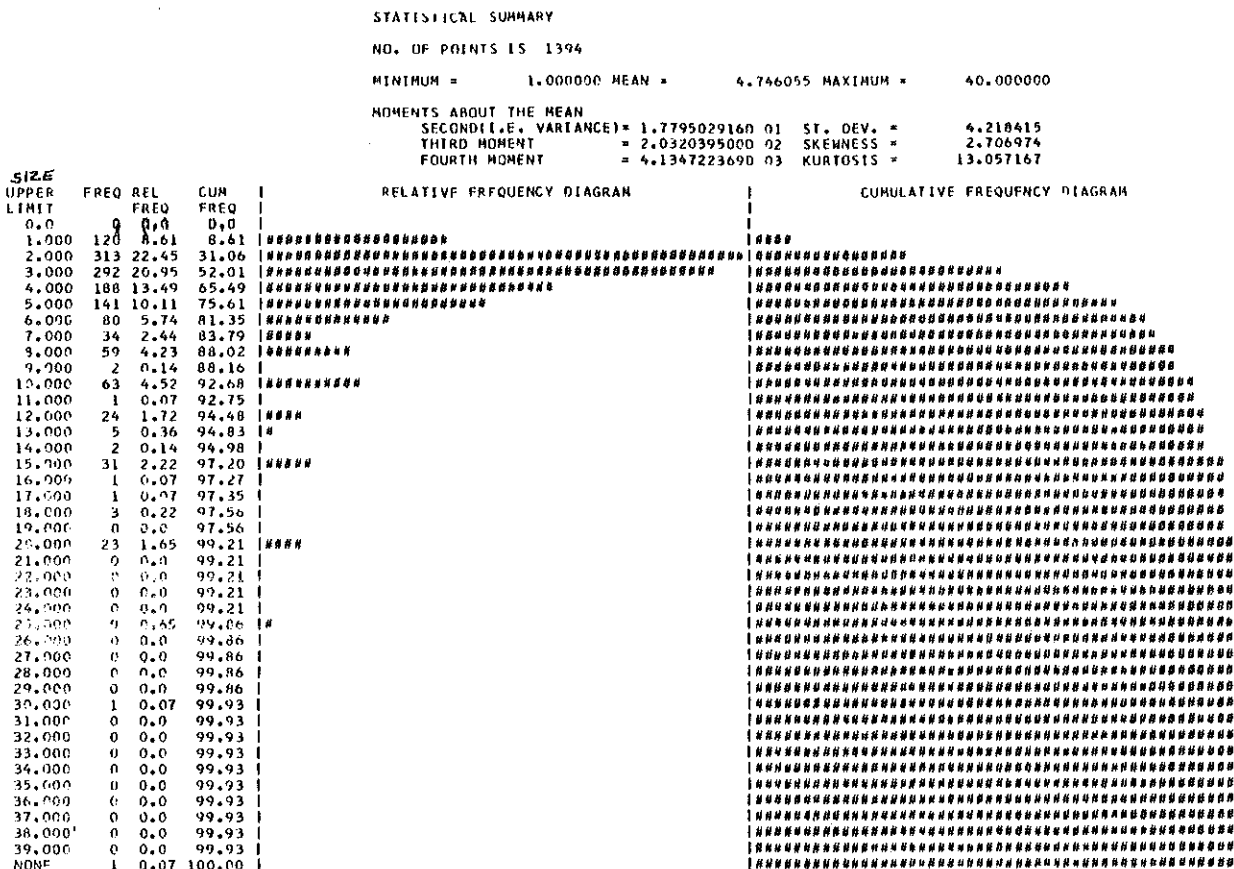 STATISTICAL SUMMARY
NO. OF POINTS IS 1394
MINIMUM = 1.000000 MEAN = 4.746055 MAXIMUM = 40.000000
MOMENTS ABOUT THE MEAN
SECOND(I.E. VARIANCE)= 1.779502916D 01 ST. DEV. = 4.218415
THIRD MOMENT = 2.032039500D 02 SKEWNESS = 2.706974
FOURTH MOMENT = 4.134722369D 03 KURTOSIS = 13.057167
SIZE
UPPER FREQ REL CUM | RELATIVE FREQUENCY DIAGRAM | CUMULATIVE FREQUENCY DIAGRAM
LIMIT FREQ FREQ |
0.0 0 0.0 0.0 |
1.000 120 8.61 8.61 |
2.000 313 22.45 31.06 |
3.000 292 20.95 52.01 |
4.000 188 13.49 65.49 |
5.000 141 10.11 75.61 |
6.000 80 5.74 81.35 |
7.000 34 2.44 83.79 |
8.000 59 4.23 88.02 |
9.000 2 0.14 88.16 |
10.000 63 4.52 92.68 |
11.000 1 0.07 92.75 |
12.000 24 1.72 94.48 |
13.000 5 0.36 94.83 |
14.000 2 0.14 94.98 |
15.000 31 2.22 97.20 |
16.000 1 0.07 97.27 |
17.000 1 0.07 97.35 |
18.000 3 0.22 97.56 |
19.000 0 0.0 97.56 |
20.000 23 1.65 99.21 |
21.000 0 0.0 99.21 |
22.000 0 0.0 99.21 |
23.000 0 0.0 99.21 |
24.000 0 0.0 99.21 |
25.000 9 0.65 99.86 |
26.000 0 0.0 99.86 |
27.000 0 0.0 99.86 |
28.000 0 0.0 99.86 |
29.000 0 0.0 99.86 |
30.000 1 0.07 99.93 |
31.000 0 0.0 99.93 |
32.000 0 0.0 99.93 |
33.000 0 0.0 99.93 |
34.000 0 0.0 99.93 |
35.000 0 0.0 99.93 |
36.000 0 0.0 99.93 |
37.000 0 0.0 99.93 |
38.000 0 0.0 99.93 |
39.000 0 0.0 99.93 |
NONE 1 0.07 100.00 |